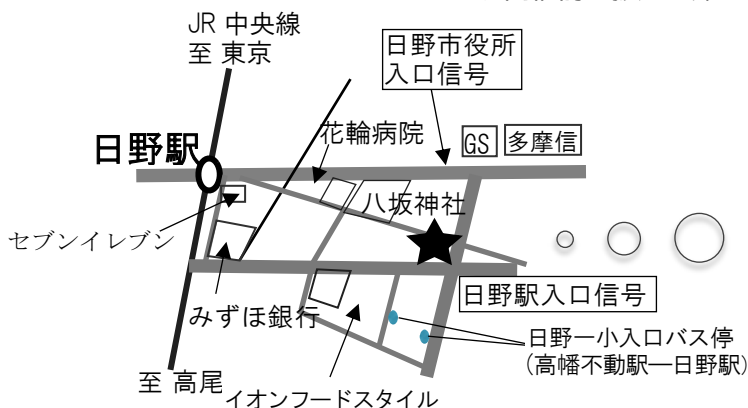 JR 中央線
至 東京
日野市役所
入口信号
花輪病院
GS
多摩信
日野駅
八坂神社
セブンイレブン
日野駅入口信号
みずほ銀行
日野一小入口バス停
(高幡不動駅―日野駅)
至 高尾
イオンフードスタイル